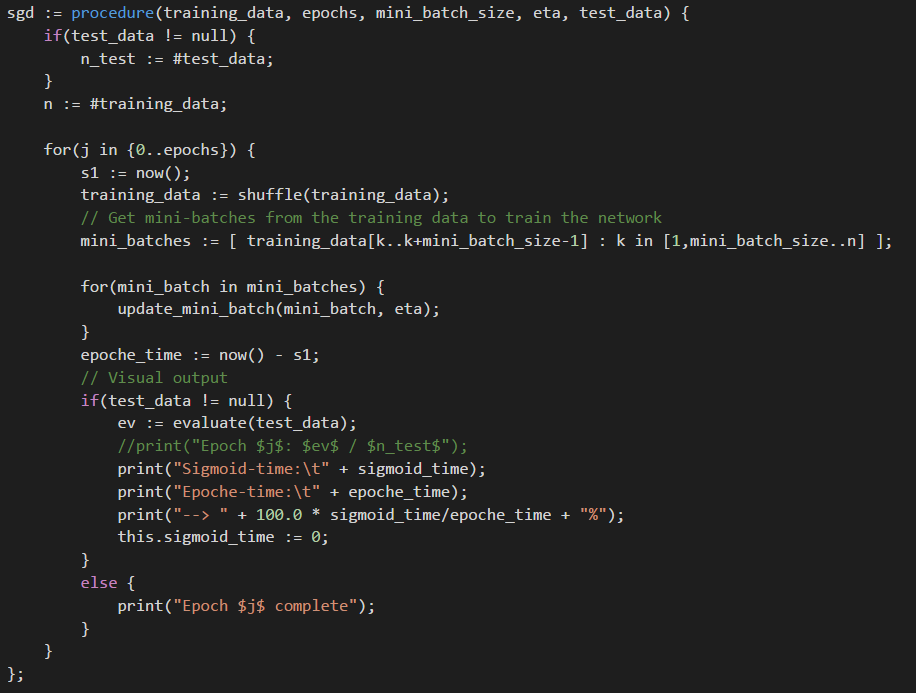 sgd := procedure(training_data, epochs, mini_batch_size, eta, test_data) {
    if(test_data != null) {
        n_test := #test_data;
    }
    n := #training_data;

    for(j in {0..epochs}) {
        s1 := now();
        training_data := shuffle(training_data);
        // Get mini-batches from the training data to train the network
        mini_batches := [ training_data[k..k+mini_batch_size-1] : k in [1,mini_batch_size..n] ];

        for(mini_batch in mini_batches) {
            update_mini_batch(mini_batch, eta);
        }
        epoche_time := now() - s1;
        // Visual output
        if(test_data != null) {
            ev := evaluate(test_data);
            //print("Epoch $j$: $ev$ / $n_test$");
            print("Sigmoid-time:\t" + sigmoid_time);
            print("Epoche-time:\t" + epoche_time);
            print("--> " + 100.0 * sigmoid_time/epoche_time + "%");
            this.sigmoid_time := 0;
        }
        else {
            print("Epoch $j$ complete");
        }
    }
};